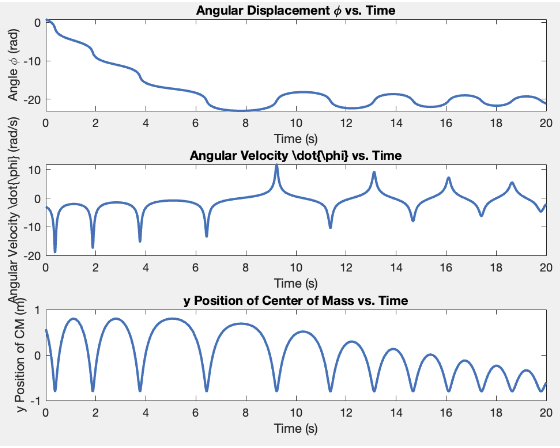 Angular Displacement ϕ vs. Time
Angle ϕ (rad)
0
-10
-20
0 2 4 6 8 10 12 14 16 18 20
Time (s)
Angular Velocity \dot{\phi} vs. Time
Angular Velocity \dot{\phi} (rad/s)
10
0
-10
-20
0 2 4 6 8 10 12 14 16 18 20
Time (s)
y Position of Center of Mass vs. Time
y Position of CM (m)
1
0
-1
0 2 4 6 8 10 12 14 16 18 20
Time (s)